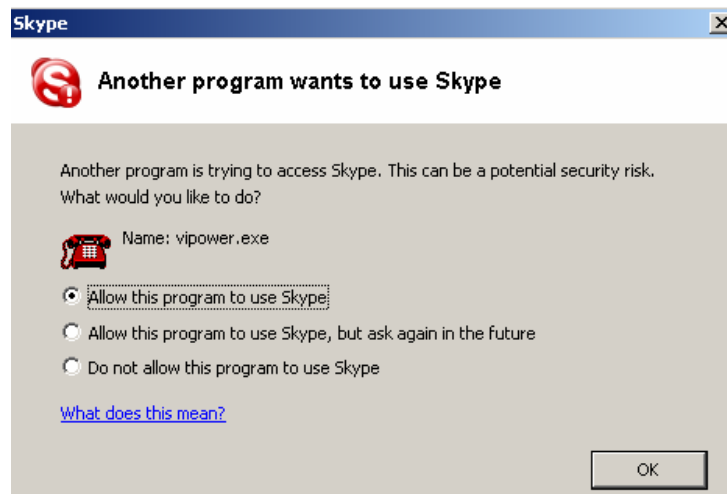 Skype
Another program wants to use Skype
Another program is trying to access Skype. This can be a potential security risk.
What would you like to do?
Name: vipower.exe
Allow this program to use Skype
Allow this program to use Skype, but ask again in the future
Do not allow this program to use Skype
What does this mean?
OK